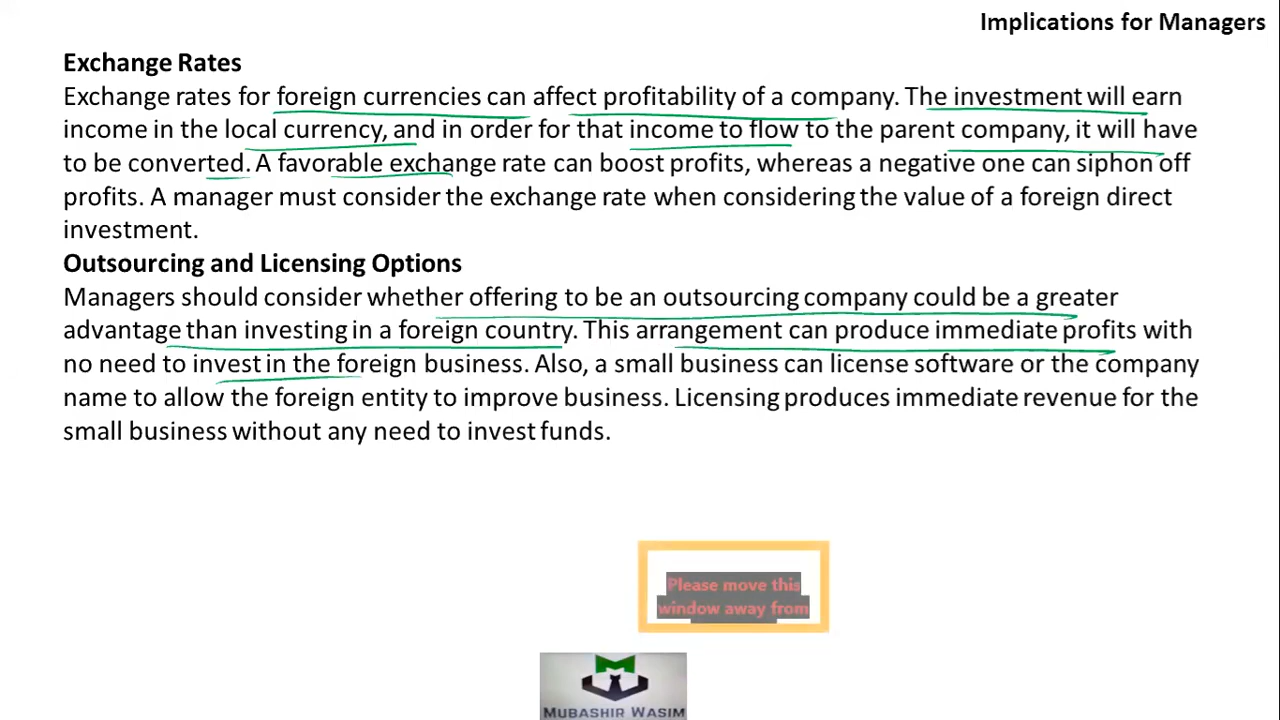 Implications for Managers
Exchange Rates
Exchange rates for foreign currencies can affect profitability of a company. The investment will earn
income in the local currency, and in order for that income to flow to the parent company, it will have
to be converted. A favorable exchange rate can boost profits, whereas a negative one can siphon off
profits. A manager must consider the exchange rate when considering the value of a foreign direct
investment.
Outsourcing and Licensing Options
Managers should consider whether offering to be an outsourcing company could be a greater
advantage than investing in a foreign country. This arrangement can produce immediate profits with
no need to invest in the foreign business. Also, a small business can license software or the company
name to allow the foreign entity to improve business. Licensing produces immediate revenue for the
small business without any need to invest funds.
Please move this
window away from
MUBASHIR WASIM